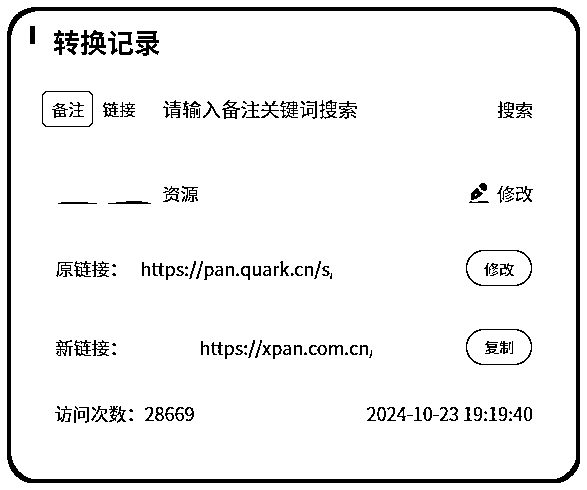 转换记录
备注 链接 请输入备注关键词搜索 搜索
资源 修改
原链接： https://pan.quark.cn/s, 修改
新链接： https://xpan.com.cn, 复制
访问次数：28669 2024-10-23 19:19:40